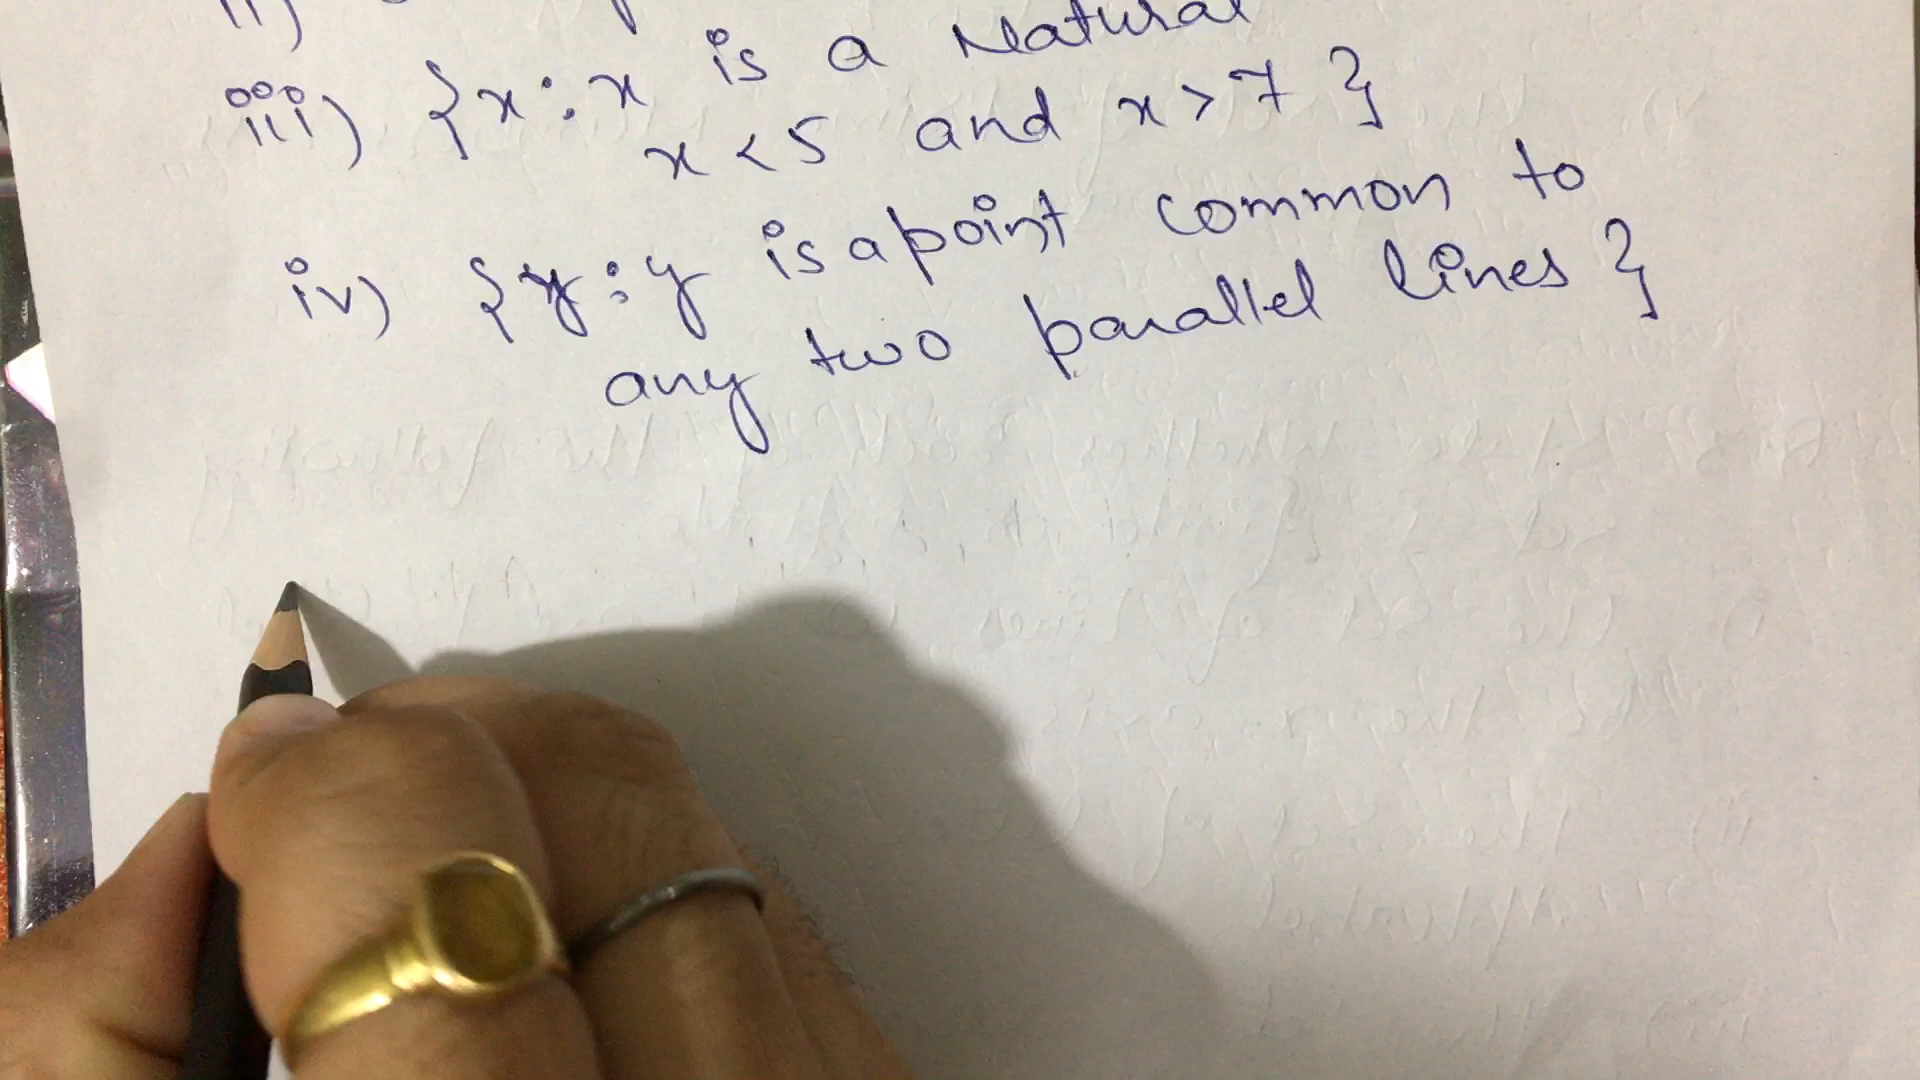 iii) {x : x is a Natural
x < 5 and x > 7 }
iv) {y : y is a point common to
any two parallel lines }